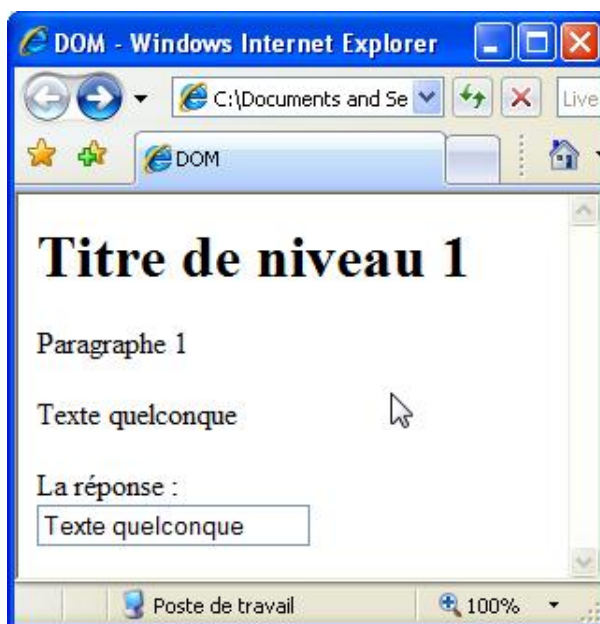 DOM - Windows Internet Explorer
C:\Documents and Se
Live
DOM
Titre de niveau 1
Paragraphe 1
Texte quelconque
La réponse :
Texte quelconque
Poste de travail
100%